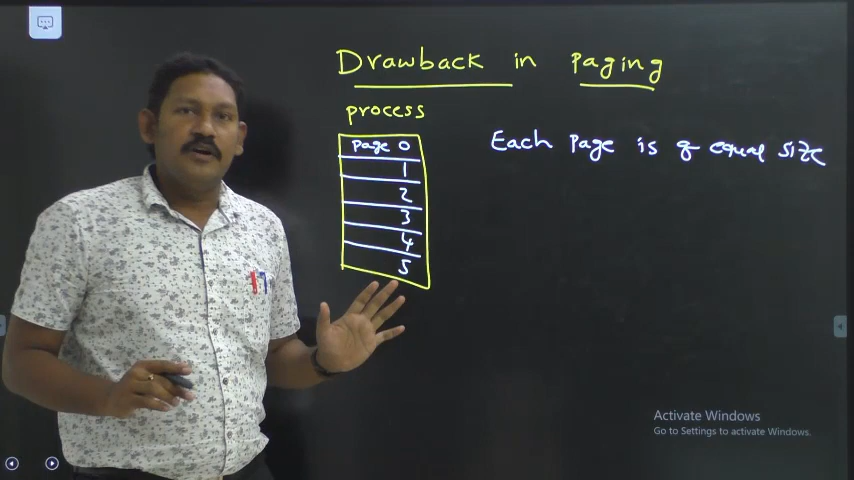 Drawback in Paging
process
Page 0
1
2
3
4
5
Each Page is of equal size
Activate Windows
Go to Settings to activate Windows.